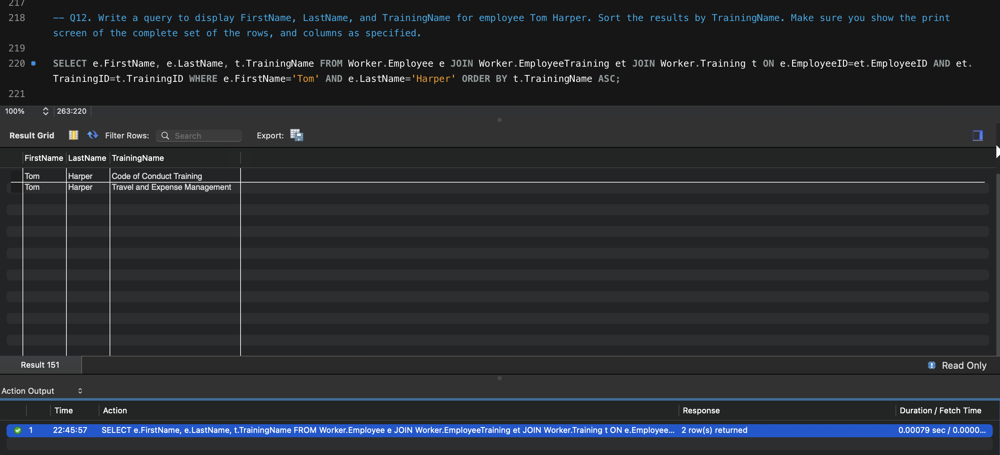 217
218 -- Q12. Write a query to display FirstName, LastName, and TrainingName for employee Tom Harper. Sort the results by TrainingName. Make sure you show the print
screen of the complete set of the rows, and columns as specified.
219
220 SELECT e.FirstName, e.LastName, t.TrainingName FROM Worker.Employee e JOIN Worker.EmployeeTraining et JOIN Worker.Training t ON e.EmployeeID=et.EmployeeID AND et.
TrainingID=t.TrainingID WHERE e.FirstName='Tom' AND e.LastName='Harper' ORDER BY t.TrainingName ASC;
221
100% 263:220
Result Grid Filter Rows: Search Export:
FirstName LastName TrainingName
Tom Harper Code of Conduct Training
Tom Harper Travel and Expense Management
Result 151 Read Only
Action Output
Time Action Response Duration / Fetch Time
1 22:45:57 SELECT e.FirstName, e.LastName, t.TrainingName FROM Worker.Employee e JOIN Worker.EmployeeTraining et JOIN Worker.Training t ON e.Employee... 2 row(s) returned 0.00079 sec / 0.0000...